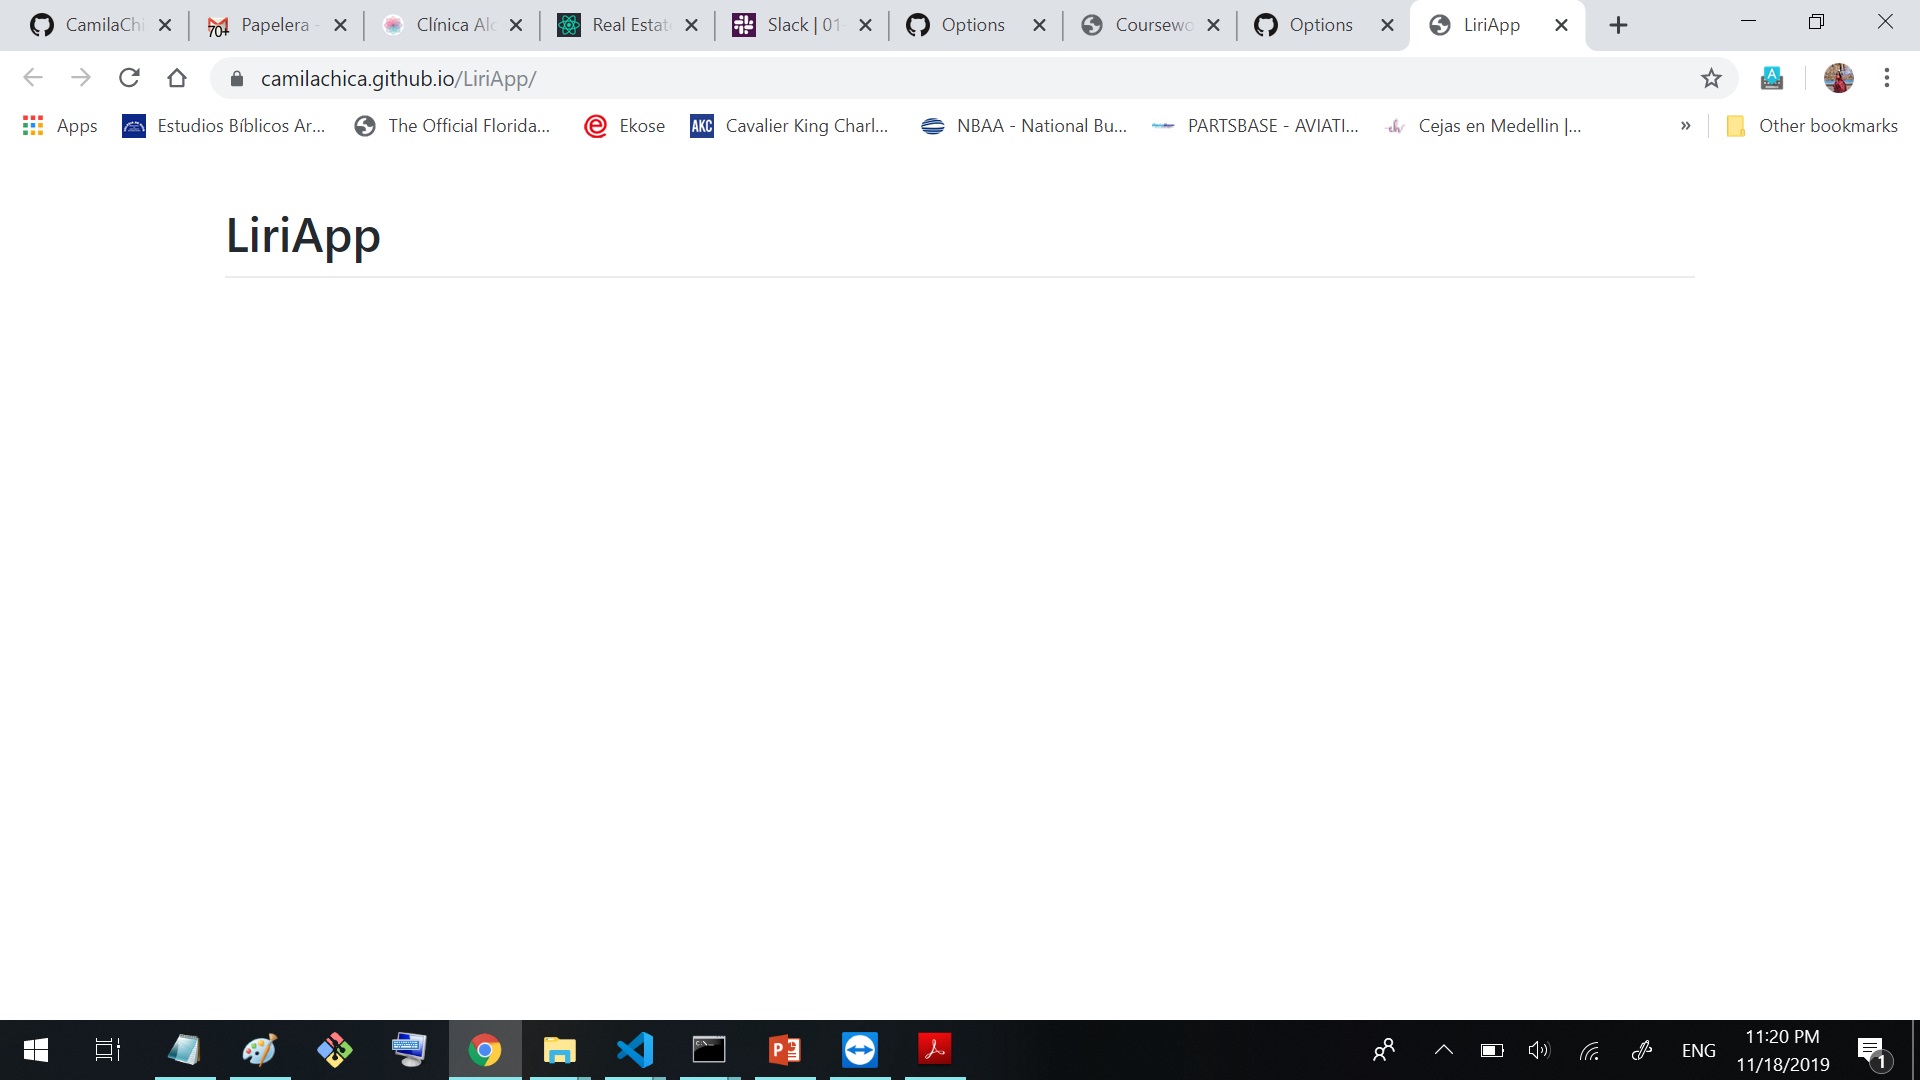 CamilaChi
Papelera -
Clínica Alc
Real Estat
Slack | 01-
Options
Coursewo
Options
LiriApp
camilachica.github.io/LiriApp/
Apps
Estudios Bíblicos Ar...
The Official Florida...
Ekose
AKC
Cavalier King Charl...
NBAA - National Bu...
PARTSBASE - AVIATI...
Cejas en Medellin |...
»
Other bookmarks
LiriApp
ENG
11:20 PM
11/18/2019
1